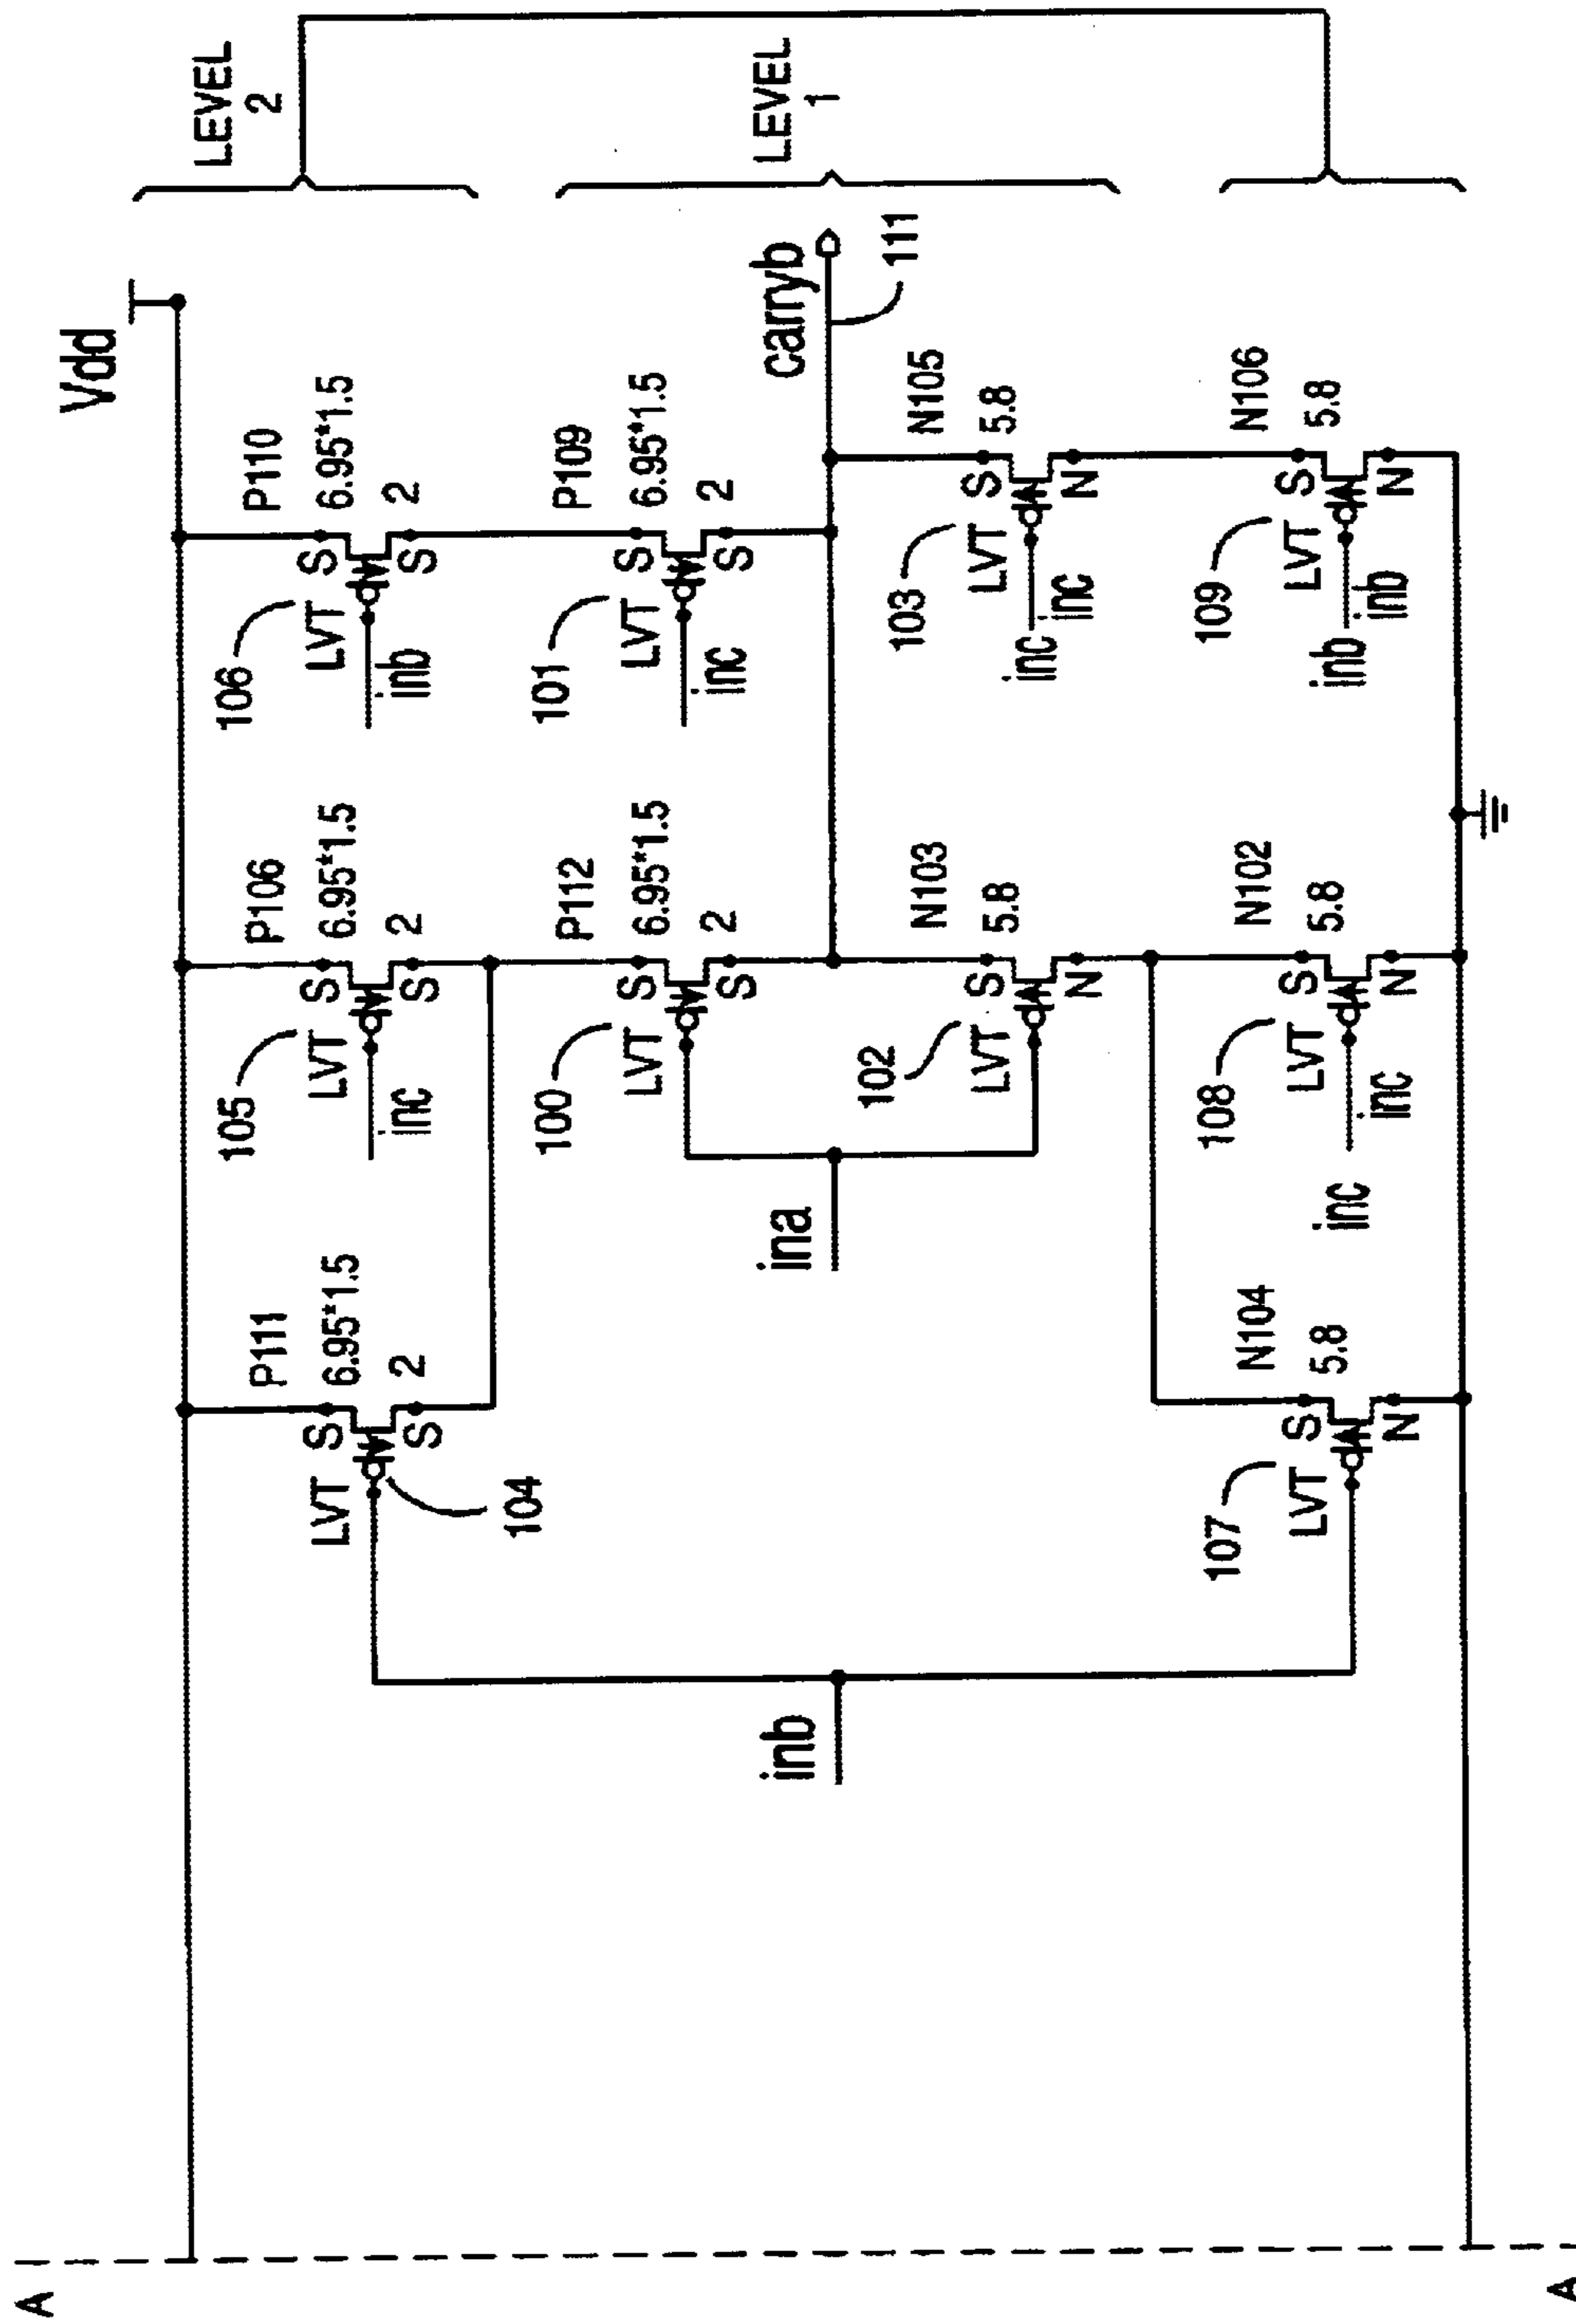 Vdd
LEVEL
2
LEVEL
1
P111
6.95*1.5
2
S
S
LVT
104
P106
6.95*1.5
2
S
S
LVT
105
inc
P110
6.95*1.5
2
S
S
LVT
106
inb
P112
6.95*1.5
2
S
S
LVT
100
P109
6.95*1.5
2
S
S
LVT
101
inc
ina
inb
carryb
111
N103
5.8
S
N
LVT
102
N105
5.8
S
N
LVT
103
inc
inc
N104
5.8
S
N
LVT
107
N102
5.8
S
N
LVT
108
inc
inc
N106
5.8
S
N
LVT
109
inb
inb
A
A